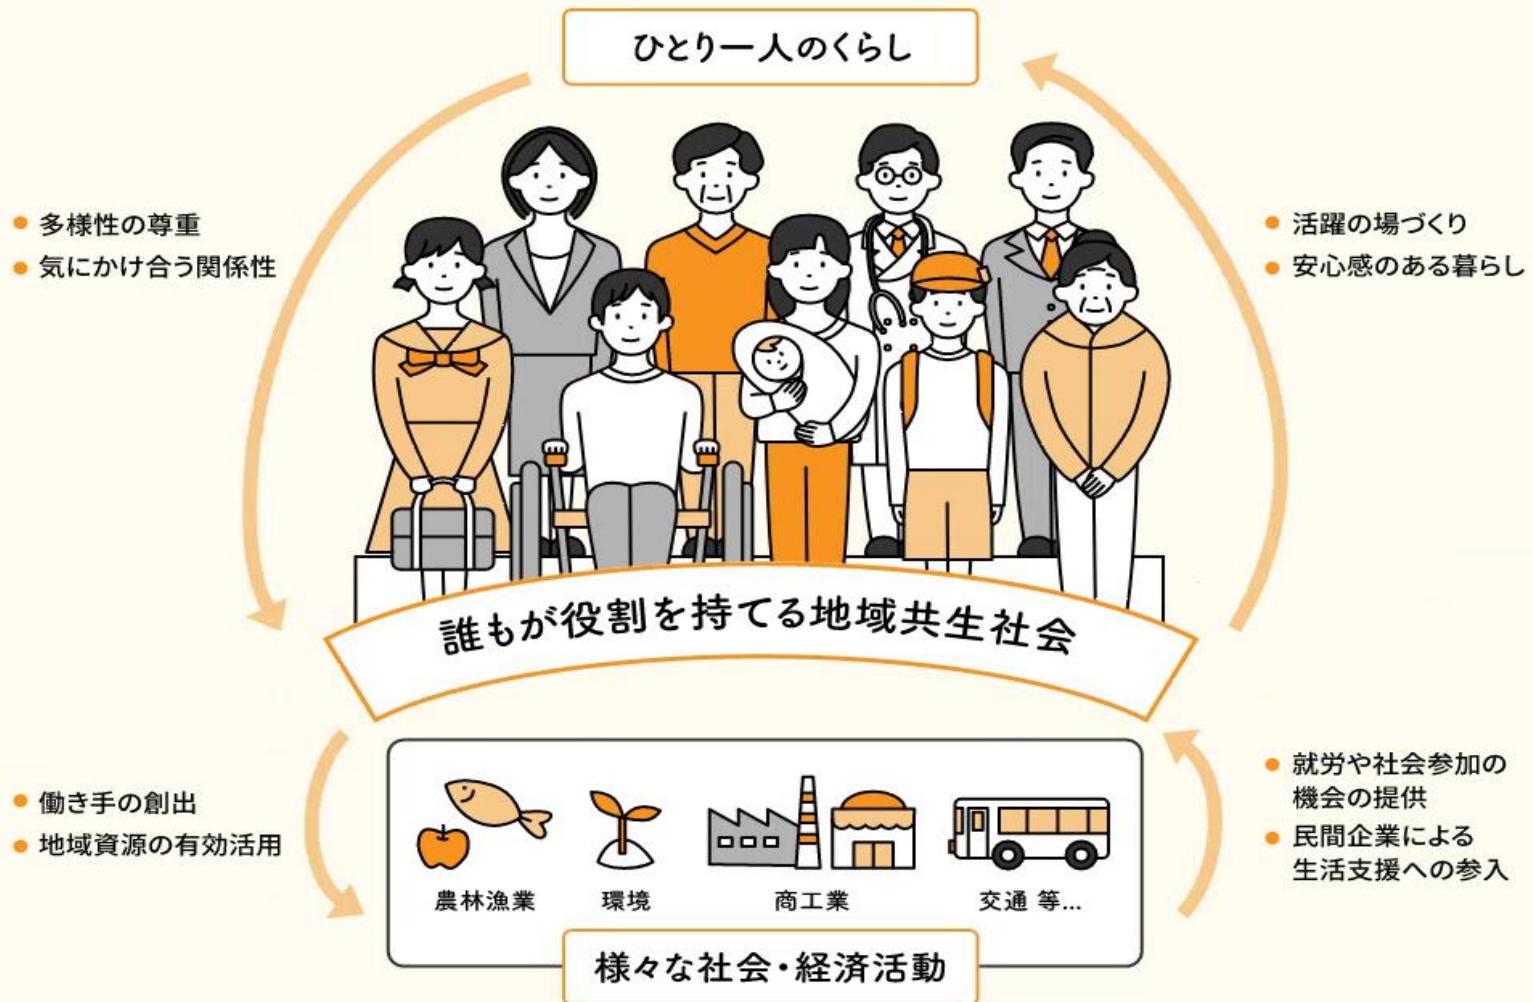 ひとり一人のくらし
多様性の尊重
気にかけ合う関係性
活躍の場づくり
安心感のある暮らし
誰もが役割を持てる地域共生社会
働き手の創出
地域資源の有効活用
就労や社会参加の
機会の提供
民間企業による
生活支援への参入
農林漁業
環境
商工業
交通 等...
様々な社会・経済活動